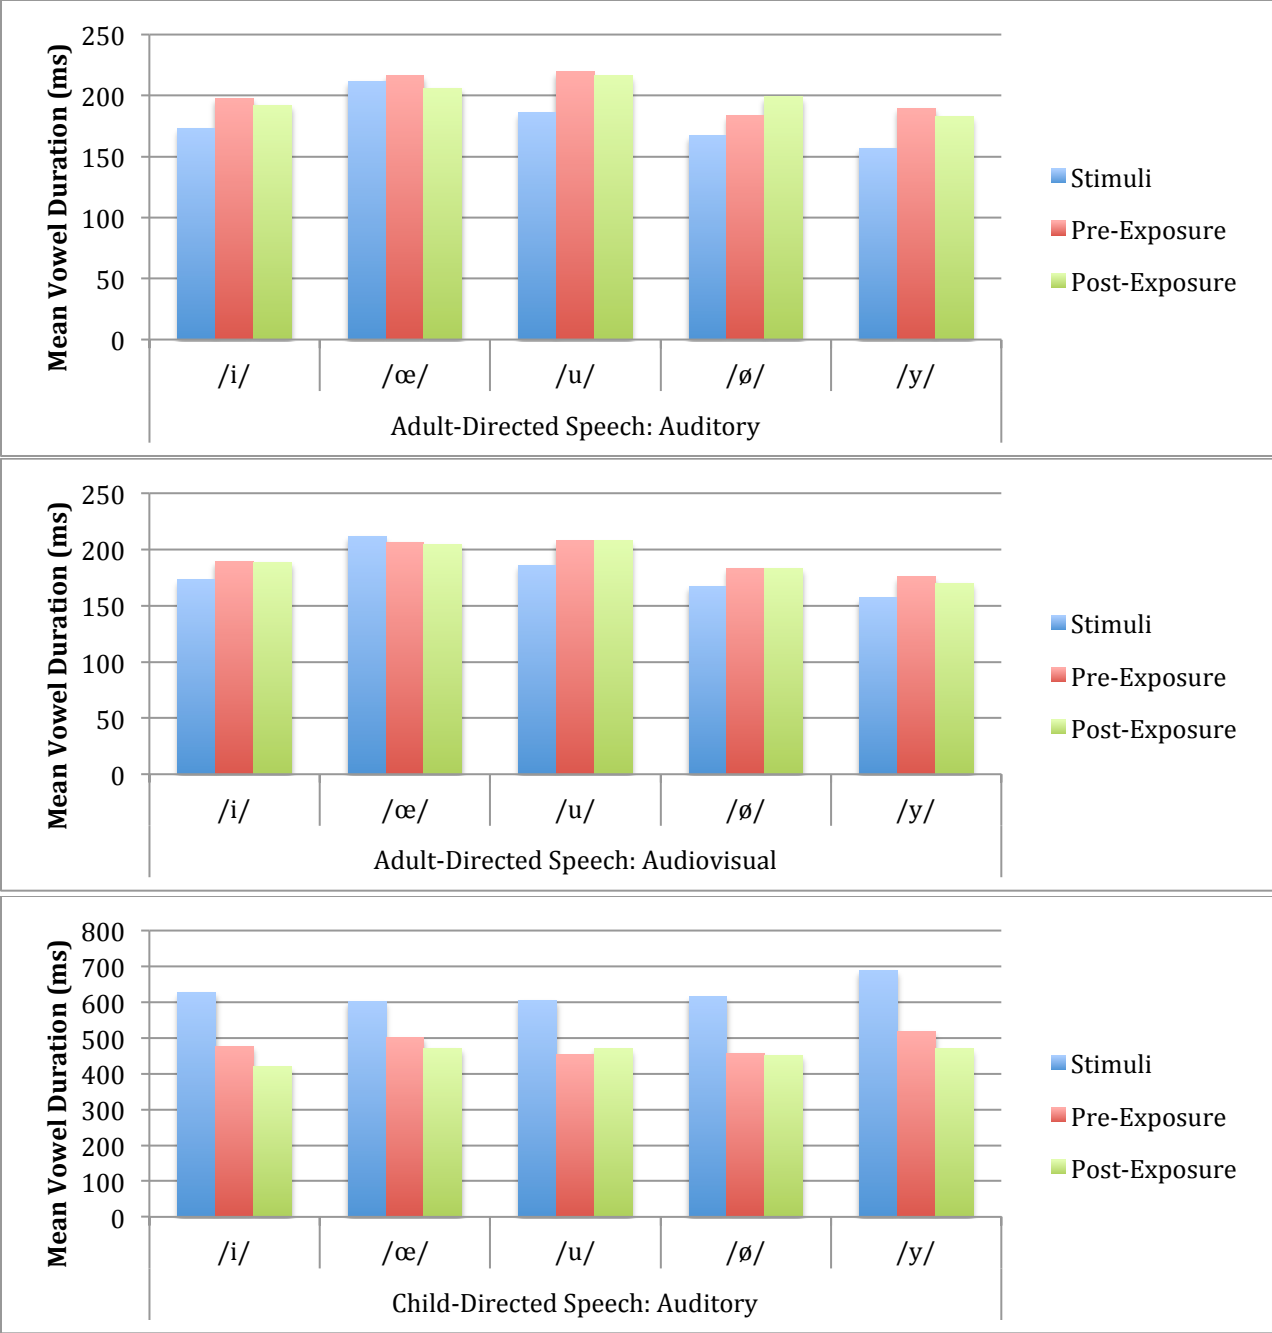 Mean Vowel Duration (ms)
250
200
150
100
50
0
/i/ /œ/ /u/ /ø/ /y/
Adult-Directed Speech: Auditory
Stimuli
Pre-Exposure
Post-Exposure
Mean Vowel Duration (ms)
250
200
150
100
50
0
/i/ /œ/ /u/ /ø/ /y/
Adult-Directed Speech: Audiovisual
Stimuli
Pre-Exposure
Post-Exposure
Mean Vowel Duration (ms)
800
700
600
500
400
300
200
100
0
/i/ /œ/ /u/ /ø/ /y/
Child-Directed Speech: Auditory
Stimuli
Pre-Exposure
Post-Exposure